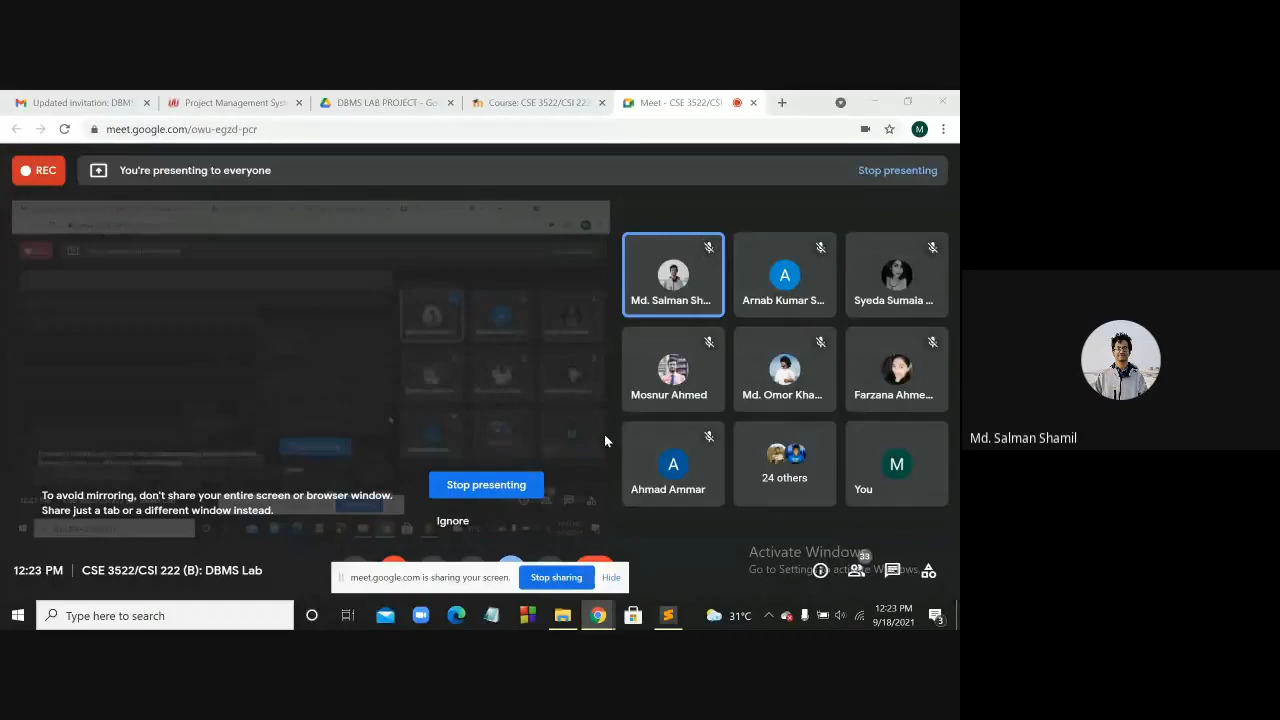 Updated invitation: DBMS
Project Management Syst
DBMS LAB PROJECT - Go
Course: CSE 3522/CSI 222
Meet - CSE 3522/CSI
meet.google.com/owu-egzd-pcr
M
REC
You're presenting to everyone
Stop presenting
Md. Salman Sh...
A
Arnab Kumar S...
Syeda Sumaia ...
Mosnur Ahmed
Md. Omor Kha...
Farzana Ahme...
A
Ahmad Ammar
24 others
M
You
Md. Salman Shamil
To avoid mirroring, don't share your entire screen or browser window.
Share just a tab or a different window instead.
Stop presenting
Ignore
Activate Windows
Go to Settings to activate Windows.
33
12:23 PM
CSE 3522/CSI 222 (B): DBMS Lab
meet.google.com is sharing your screen.
Stop sharing
Hide
Type here to search
31°C
12:23 PM
9/18/2021
3